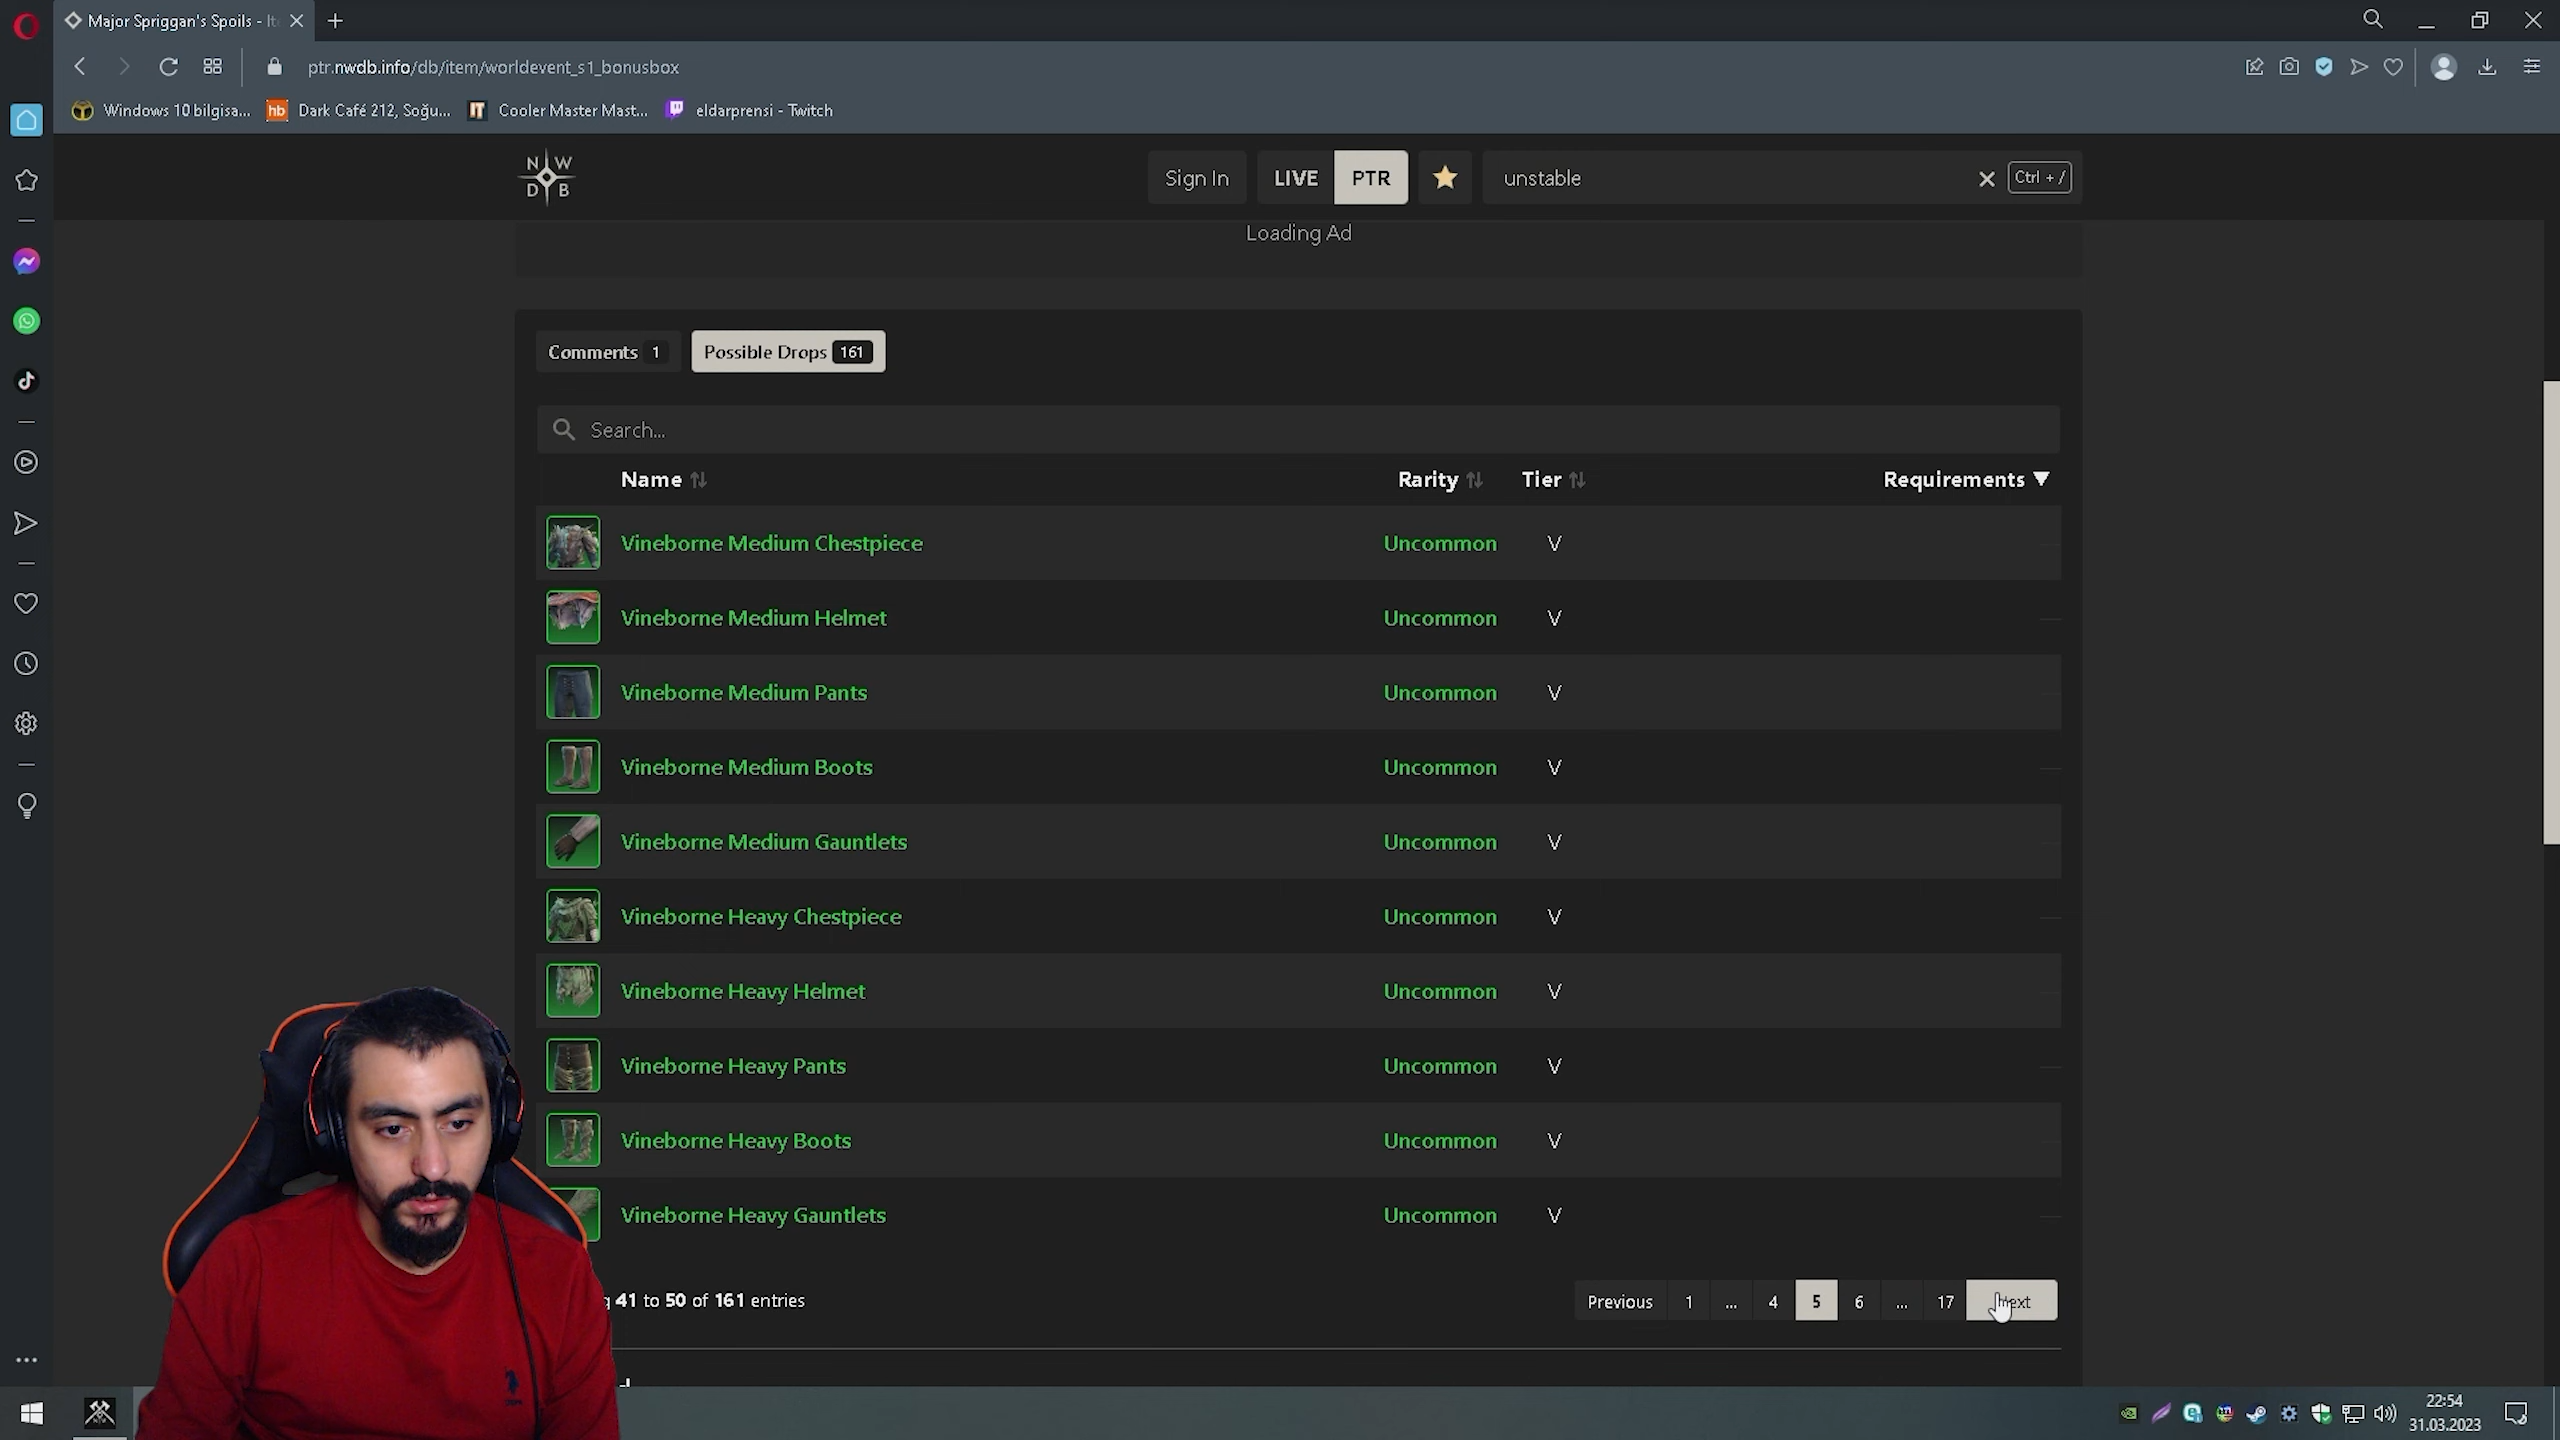 Major Spriggan's Spoils - It
ptr.nwdb.info/db/item/worldevent_s1_bonusbox
Windows 10 bilgisa...
hb
Dark Café 212, Soğu...
IT
Cooler Master Mast...
eldarprensi - Twitch
N W
D B
Sign In
LIVE
PTR
unstable
Ctrl + /
Loading Ad
Comments 1
Possible Drops 161
Search...
Name Rarity Tier Requirements
Vineborne Medium Chestpiece Uncommon V
Vineborne Medium Helmet Uncommon V
Vineborne Medium Pants Uncommon V
Vineborne Medium Boots Uncommon V
Vineborne Medium Gauntlets Uncommon V
Vineborne Heavy Chestpiece Uncommon V
Vineborne Heavy Helmet Uncommon V
Vineborne Heavy Pants Uncommon V
Vineborne Heavy Boots Uncommon V
Vineborne Heavy Gauntlets Uncommon V
41 to 50 of 161 entries
Previous 1 ... 4 5 6 ... 17 Next
22:54
31.03.2023